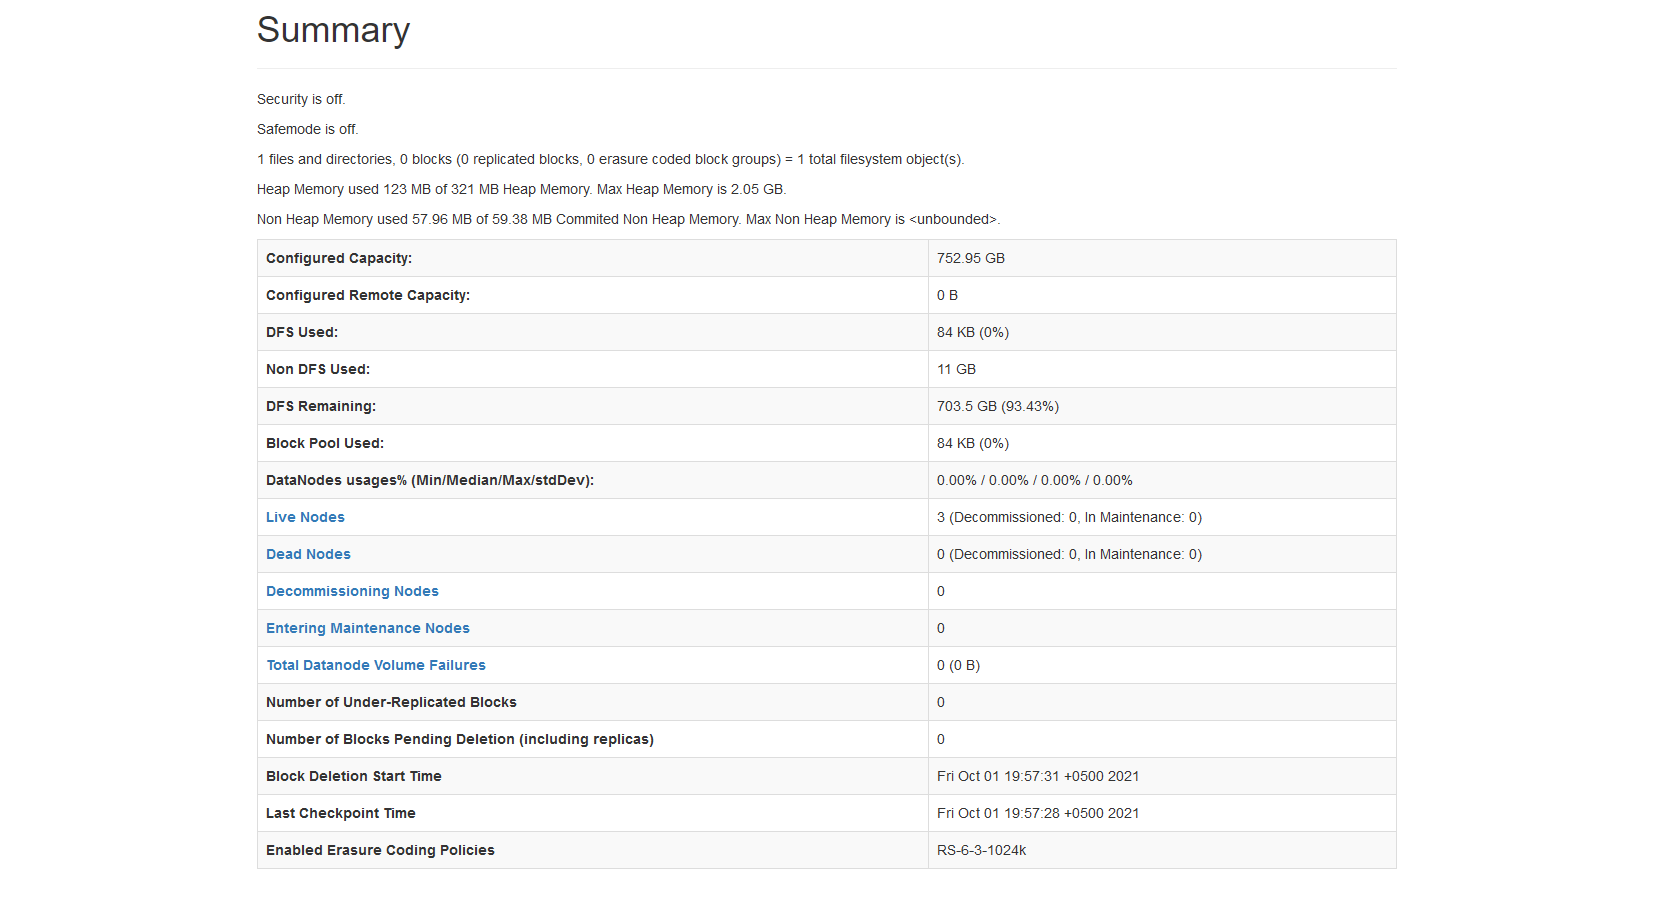 Summary
Security is off.
Safemode is off.
1 files and directories, 0 blocks (0 replicated blocks, 0 erasure coded block groups) = 1 total filesystem object(s).
Heap Memory used 123 MB of 321 MB Heap Memory. Max Heap Memory is 2.05 GB.
Non Heap Memory used 57.96 MB of 59.38 MB Commited Non Heap Memory. Max Non Heap Memory is <unbounded>.
Configured Capacity: 752.95 GB
Configured Remote Capacity: 0 B
DFS Used: 84 KB (0%)
Non DFS Used: 11 GB
DFS Remaining: 703.5 GB (93.43%)
Block Pool Used: 84 KB (0%)
DataNodes usages% (Min/Median/Max/stdDev): 0.00% / 0.00% / 0.00% / 0.00%
Live Nodes 3 (Decommissioned: 0, In Maintenance: 0)
Dead Nodes 0 (Decommissioned: 0, In Maintenance: 0)
Decommissioning Nodes 0
Entering Maintenance Nodes 0
Total Datanode Volume Failures 0 (0 B)
Number of Under-Replicated Blocks 0
Number of Blocks Pending Deletion (including replicas) 0
Block Deletion Start Time Fri Oct 01 19:57:31 +0500 2021
Last Checkpoint Time Fri Oct 01 19:57:28 +0500 2021
Enabled Erasure Coding Policies RS-6-3-1024k